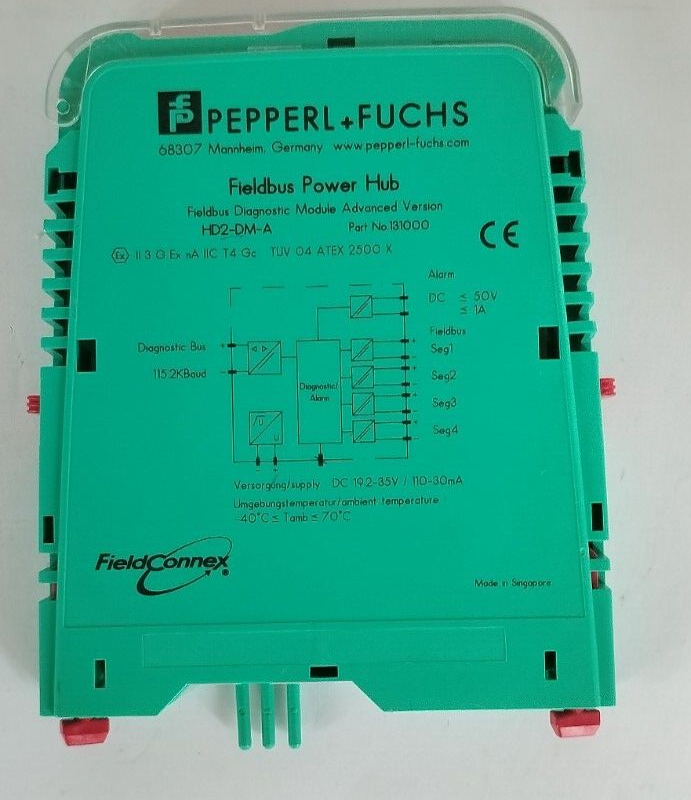 PEPPERL+FUCHS
68307 Mannheim, Germany www.pepperl-fuchs.com
Fieldbus Power Hub
Fieldbus Diagnostic Module Advanced Version
HD2-DM-A Part No.131000
CE
Ex II 3 G Ex nA IIC T4 Gc TUV 04 ATEX 2500 X
Alarm
DC ≤ 50V
≤ 1A
Fieldbus
Diagnostic Bus + + Seg1
115.2KBaud - -
Diagnostic/ + Seg2
Alarm -
+ Seg3
-
+ Seg4
-
/U
U
- +
Versorgung/supply DC 19.2-35V / 110-30mA
Umgebungstemperatur/ambient temperature
-40°C ≤ Tamb ≤ 70°C
FieldConnex®
Made in Singapore